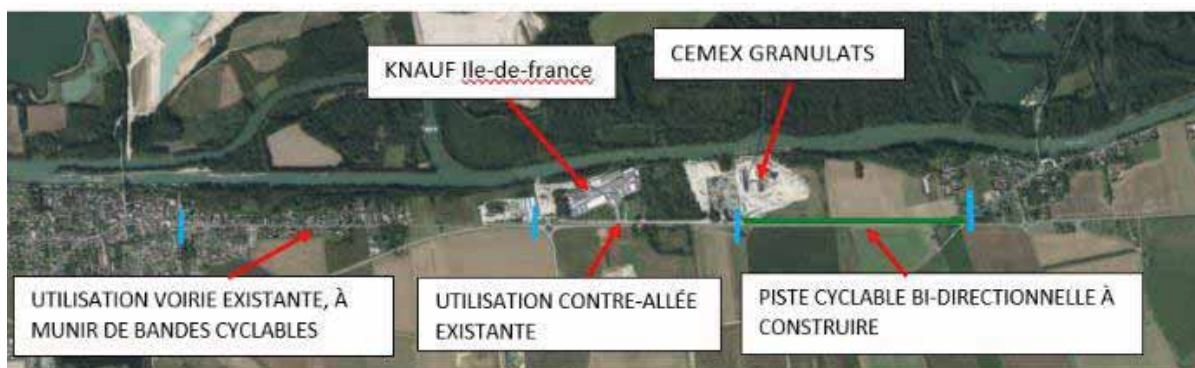 KNAUF Ile-de-france
CEMEX GRANULATS
UTILISATION VOIRIE EXISTANTE, À
MUNIR DE BANDES CYCLABLES
UTILISATION CONTRE-ALLÉE
EXISTANTE
PISTE CYCLABLE BI-DIRECTIONNELLE À
CONSTRUIRE